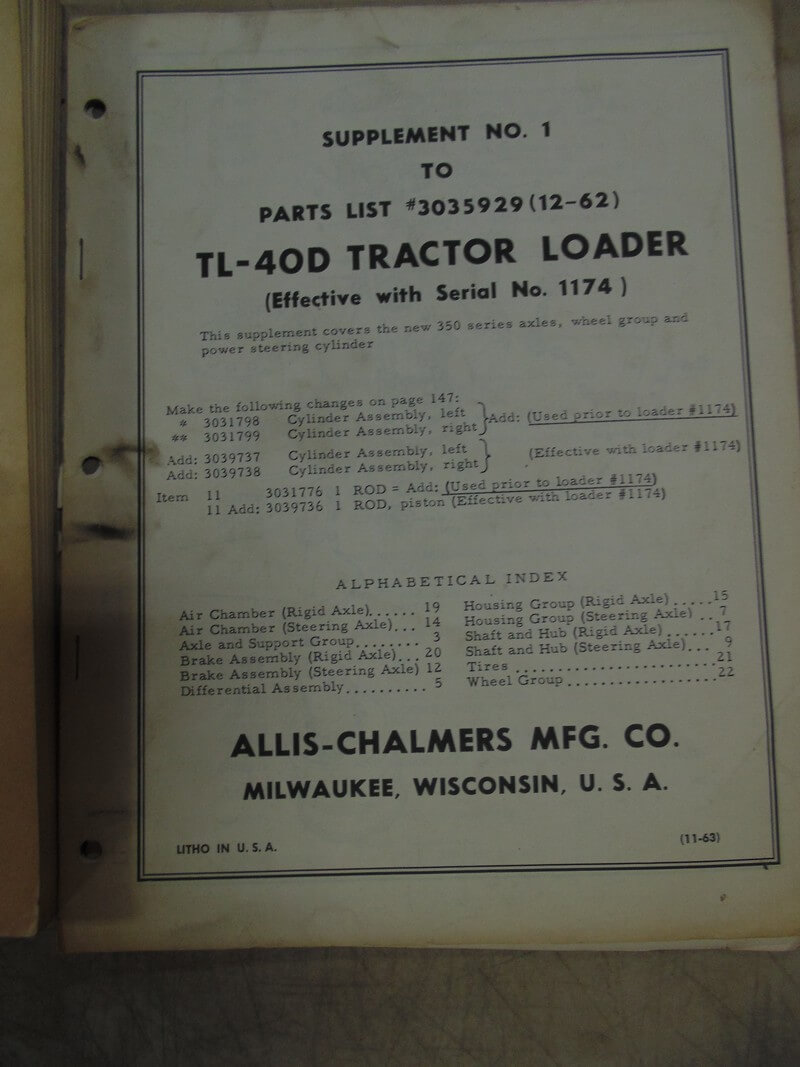 SUPPLEMENT NO. 1
TO
PARTS LIST #3035929 (12-62)
TL-40D TRACTOR LOADER
(Effective with Serial No. 1174 )
This supplement covers the new 350 series axles, wheel group and
power steering cylinder
Make the following changes on page 147:
* 3031798 Cylinder Assembly, left
** 3031799 Cylinder Assembly, right
}Add: (Used prior to loader #1174)
Add: 3039737 Cylinder Assembly, left
Add: 3039738 Cylinder Assembly, right
} (Effective with loader #1174)
Item 11 3031776 1 ROD = Add: (Used prior to loader #1174)
11 Add: 3039736 1 ROD, piston (Effective with loader #1174)
ALPHABETICAL INDEX
Air Chamber (Rigid Axle)...... 19
Air Chamber (Steering Axle)... 14
Axle and Support Group........ 3
Brake Assembly (Rigid Axle)... 20
Brake Assembly (Steering Axle) 12
Differential Assembly.......... 5
Housing Group (Rigid Axle) .....15
Housing Group (Steering Axle) .. 7
Shaft and Hub (Rigid Axle) ......17
Shaft and Hub (Steering Axle)... 9
Tires .......................21
Wheel Group..................22
ALLIS-CHALMERS MFG. CO.
MILWAUKEE, WISCONSIN, U. S. A.
LITHO IN U. S. A.
(11-63)